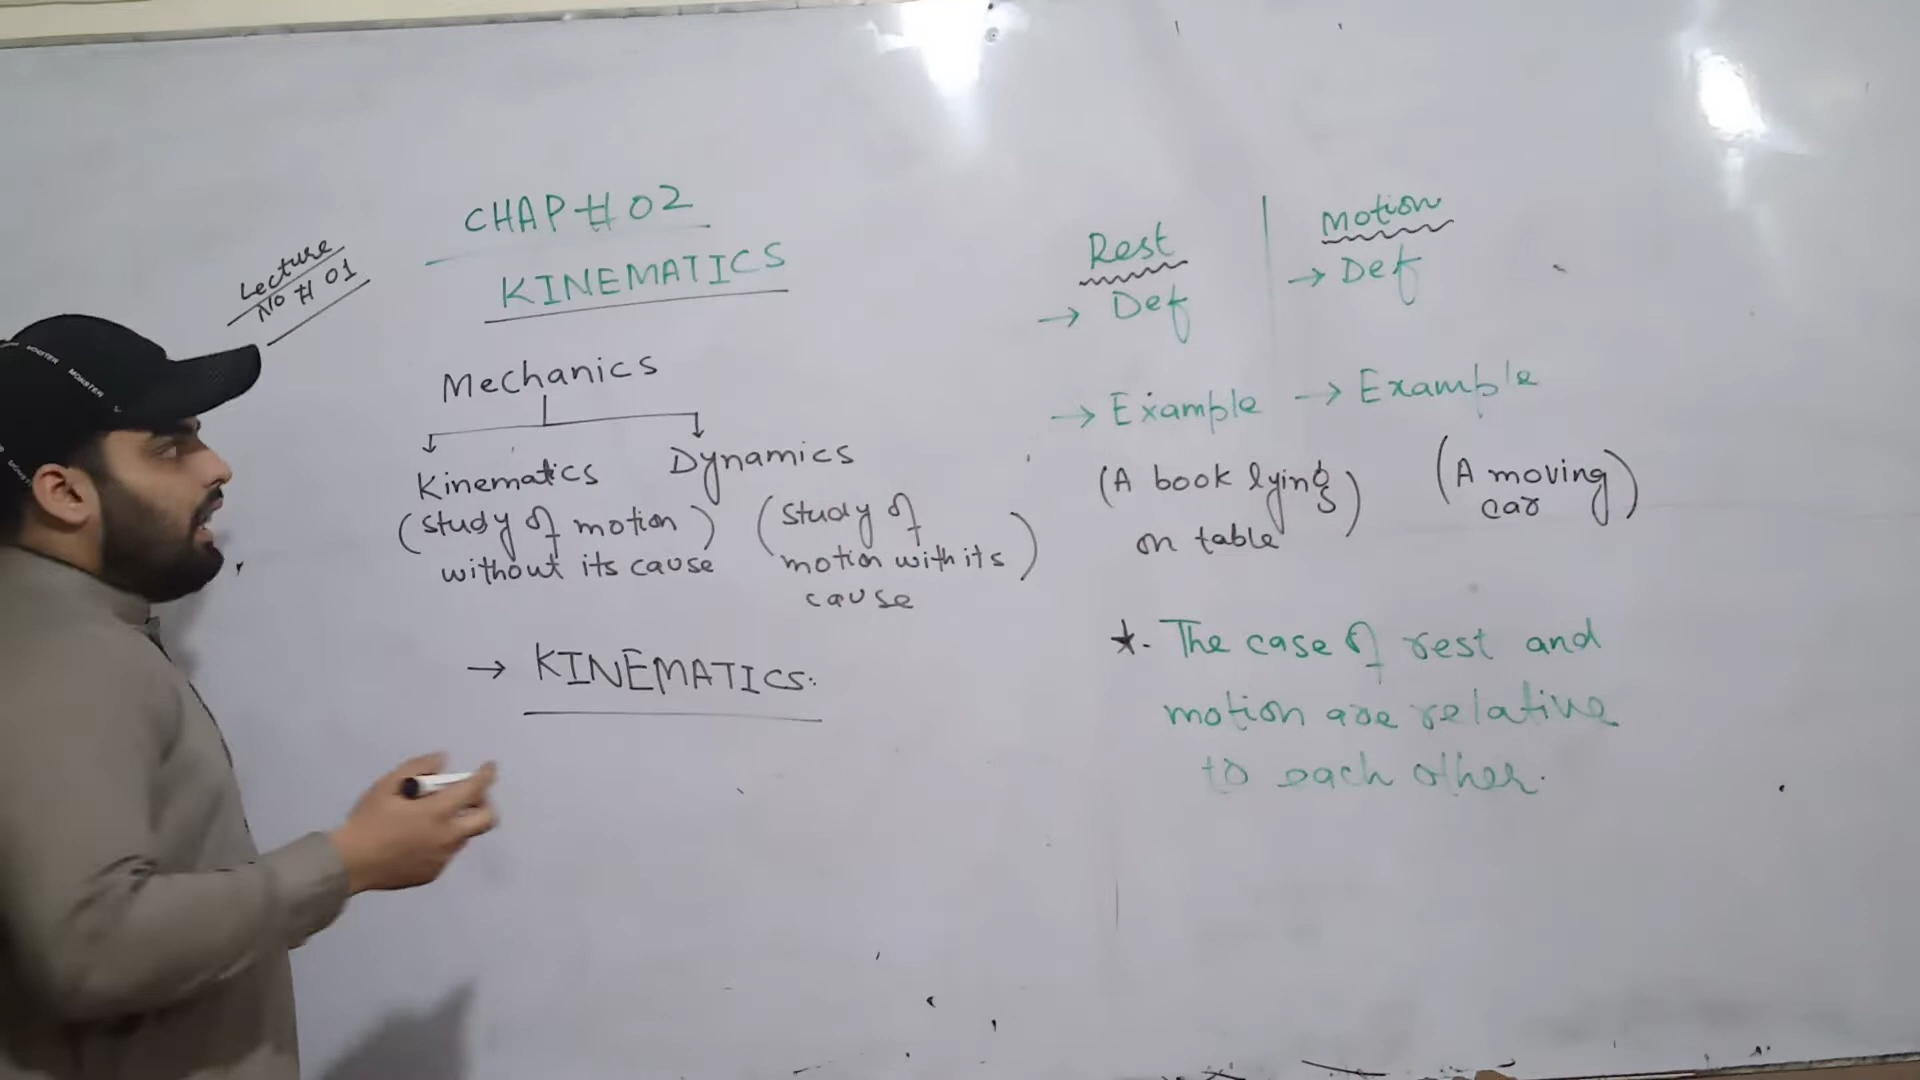 Lecture
No # 01
CHAP # 02
KINEMATICS
Mechanics
Kinematics
Dynamics
(study of motion)
without its cause
(study of
motion with its)
cause
→ KINEMATICS:
Rest
→ Def
→ Example
(A book lying)
on table
Motion
→ Def
→ Example
(A moving)
car
*. The case of rest and
motion are relative
to each other.
MONSTER
MONSTER